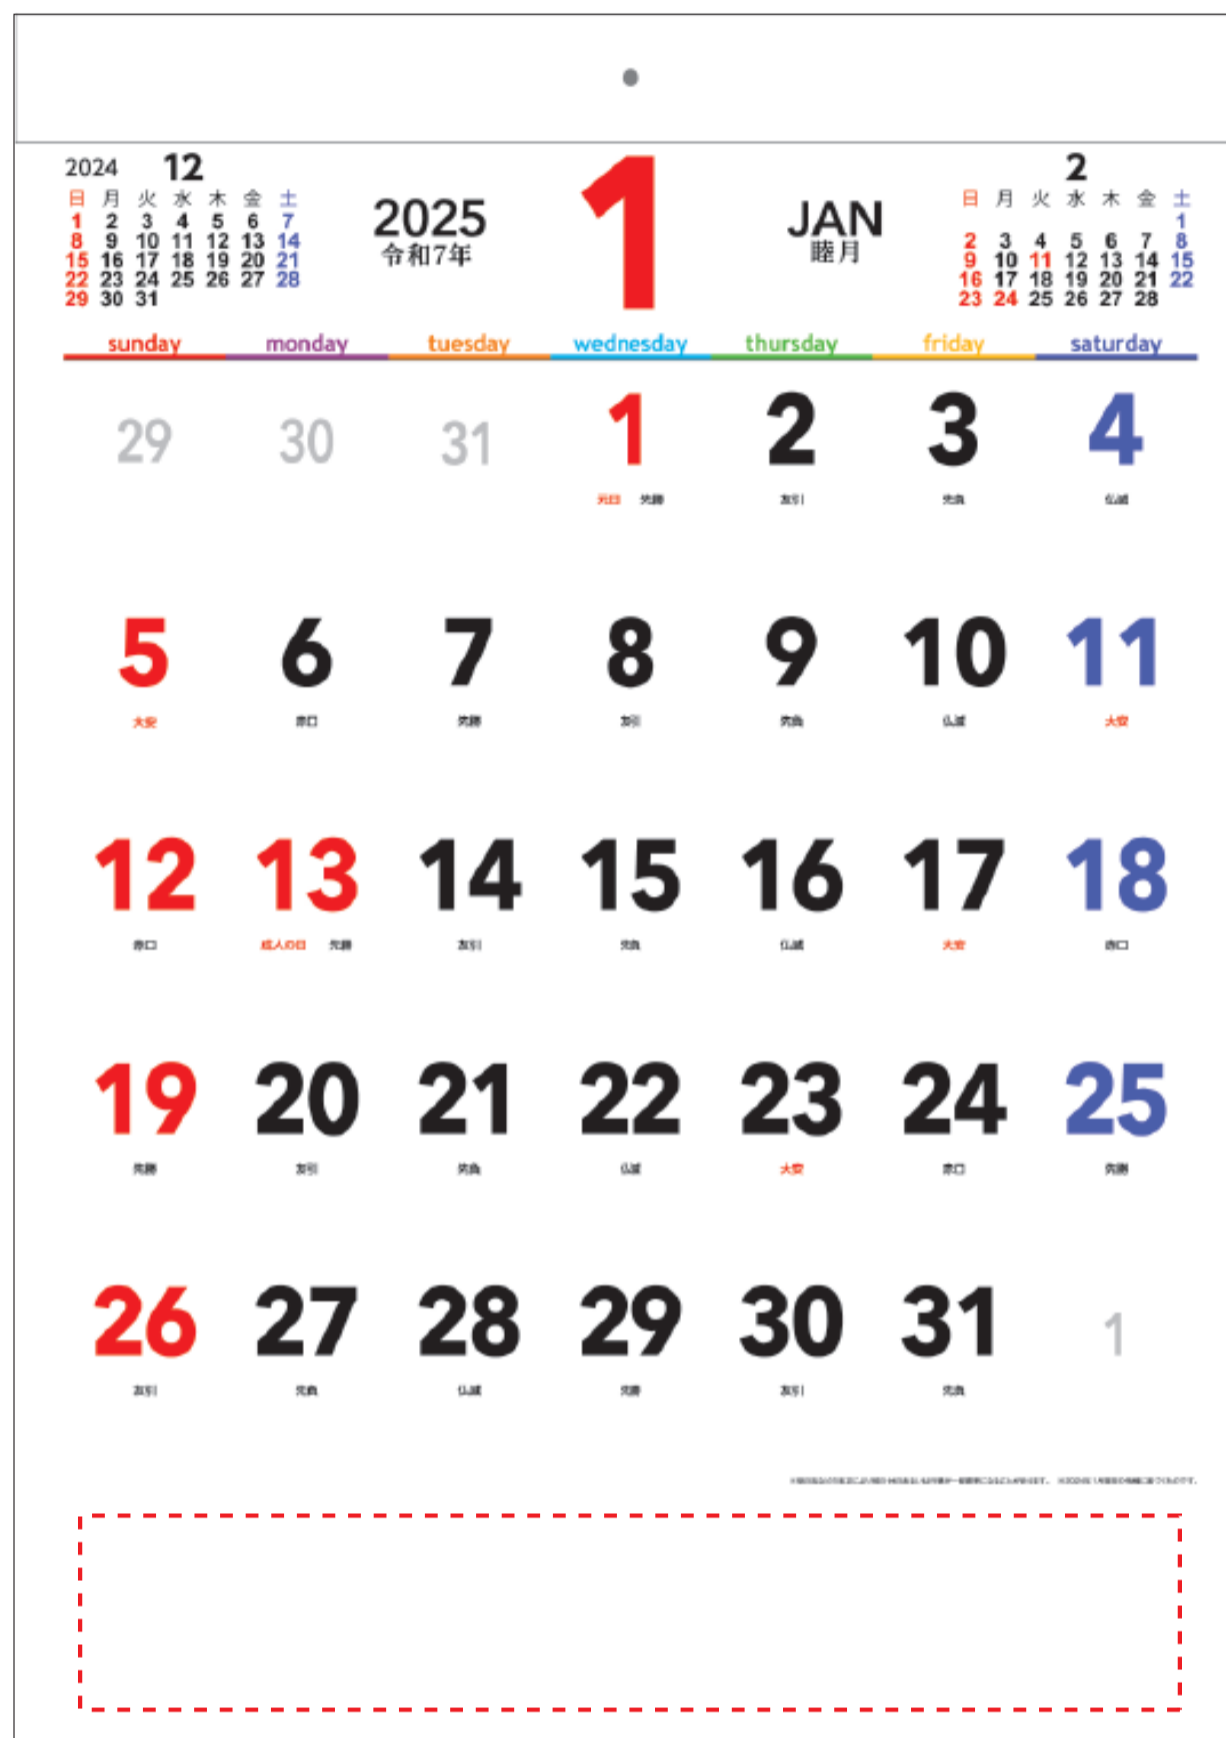 2024 12
日 月 火 水 木 金 土
1 2 3 4 5 6 7
8 9 10 11 12 13 14
15 16 17 18 19 20 21
22 23 24 25 26 27 28
29 30 31
2025
令和7年
1
JAN
睦月
2
日 月 火 水 木 金 土
1
2 3 4 5 6 7 8
9 10 11 12 13 14 15
16 17 18 19 20 21 22
23 24 25 26 27 28
sunday monday tuesday wednesday thursday friday saturday
29 30 31 1 2 3 4
元日 先勝 友引 先負 仏滅
5 6 7 8 9 10 11
大安 赤口 先勝 友引 先負 仏滅 大安
12 13 14 15 16 17 18
赤口 成人の日 先勝 友引 先負 仏滅 大安 赤口
19 20 21 22 23 24 25
先勝 友引 先負 仏滅 大安 赤口 先勝
26 27 28 29 30 31 1
友引 先負 仏滅 先勝 友引 先負